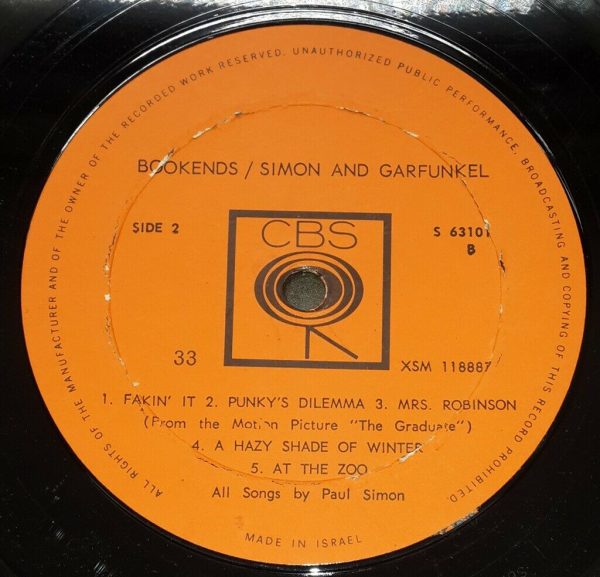 ALL RIGHTS OF THE MANUFACTURER AND OF THE OWNER OF THE RECORDED WORK RESERVED. UNAUTHORIZED PUBLIC PERFORMANCE, BROADCASTING AND COPYING OF THIS RECORD PROHIBITED.
BOOKENDS / SIMON AND GARFUNKEL
SIDE 2
CBS
S 63101
B
33
XSM 118887
1. FAKIN' IT 2. PUNKY'S DILEMMA 3. MRS. ROBINSON
(From the Motion Picture "The Graduate")
4. A HAZY SHADE OF WINTER
5. AT THE ZOO
All Songs by Paul Simon
MADE IN ISRAEL